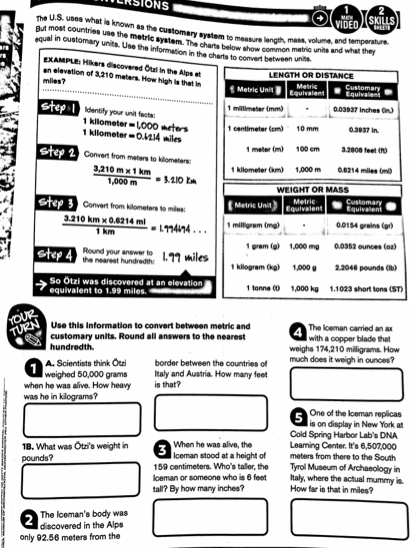 VERSIONS
MATH VIDEO
2 SKILLS SHEETS
The U.S. uses what is known as the customary system to measure length, mass, volume, and temperature.
But most countries use the metric system. The charts below show common metric units and what they
equal in customary units. Use the information in the charts to convert between units.
EXAMPLE: Hikers discovered Ötzi in the Alps at
an elevation of 3,210 meters. How high is that in
miles?
Step 1 Identify your unit facts:
1 kilometer = 1,000 meters
1 kilometer = 0.6214 miles
Step 2 Convert from meters to kilometers:
3,210 m x 1 km
1,000 m
= 3.210 km
Step 3 Convert from kilometers to miles:
3.210 km x 0.6214 mi
1 km
= 1.994694 . . .
Step 4 Round your answer to
the nearest hundredth: 1.99 miles
So Ötzi was discovered at an elevation
equivalent to 1.99 miles.
LENGTH OR DISTANCE
Metric Unit Metric Equivalent Customary Equivalent
1 millimeter (mm) - 0.03937 inches (in.)
1 centimeter (cm) 10 mm 0.3937 in.
1 meter (m) 100 cm 3.2808 feet (ft)
1 kilometer (km) 1,000 m 0.6214 miles (mi)
WEIGHT OR MASS
Metric Unit Metric Equivalent Customary Equivalent
1 milligram (mg) - 0.0154 grains (gr)
1 gram (g) 1,000 mg 0.0352 ounces (oz)
1 kilogram (kg) 1,000 g 2.2046 pounds (lb)
1 tonne (t) 1,000 kg 1.1023 short tons (ST)
YOUR TURN
Use this information to convert between metric and
customary units. Round all answers to the nearest
hundredth.
1 A. Scientists think Ötzi
weighed 50,000 grams
when he was alive. How heavy
was he in kilograms?
1B. What was Ötzi's weight in
pounds?
2 The Iceman's body was
discovered in the Alps
only 92.56 meters from the
border between the countries of
Italy and Austria. How many feet
is that?
3 When he was alive, the
Iceman stood at a height of
159 centimeters. Who's taller, the
Iceman or someone who is 6 feet
tall? By how many inches?
4 The Iceman carried an ax
with a copper blade that
weighs 174,210 milligrams. How
much does it weigh in ounces?
5 One of the Iceman replicas
is on display in New York at
Cold Spring Harbor Lab's DNA
Learning Center. It's 6,507,000
meters from there to the South
Tyrol Museum of Archaeology in
Italy, where the actual mummy is.
How far is that in miles?